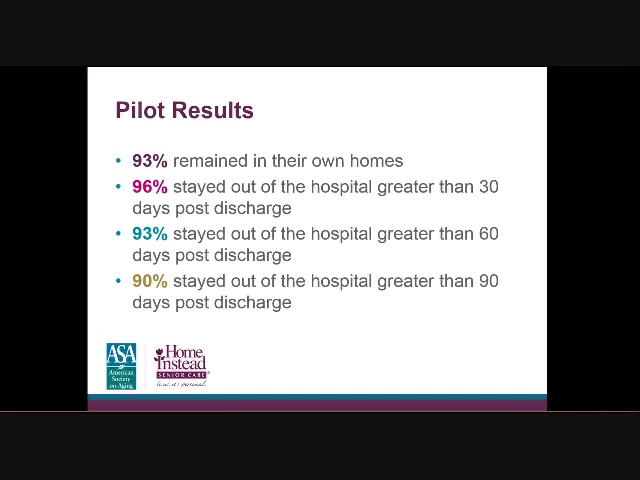 Pilot Results
• 93% remained in their own homes
• 96% stayed out of the hospital greater than 30
days post discharge
• 93% stayed out of the hospital greater than 60
days post discharge
• 90% stayed out of the hospital greater than 90
days post discharge
ASA
American
Society
on Aging
Home
Instead
SENIOR CARE
to us, it's personal.